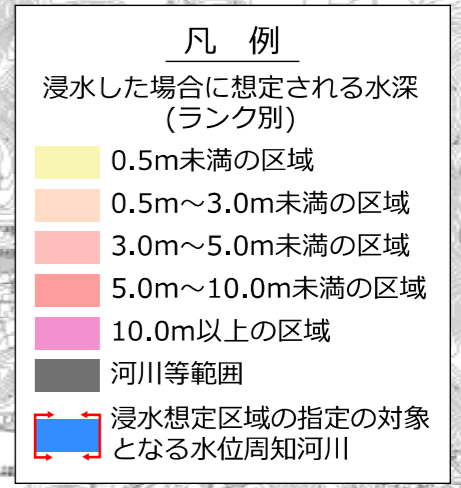 凡　例
浸水した場合に想定される水深
(ランク別)
0.5m未満の区域
0.5m～3.0m未満の区域
3.0m～5.0m未満の区域
5.0m～10.0m未満の区域
10.0m以上の区域
河川等範囲
浸水想定区域の指定の対象
となる水位周知河川